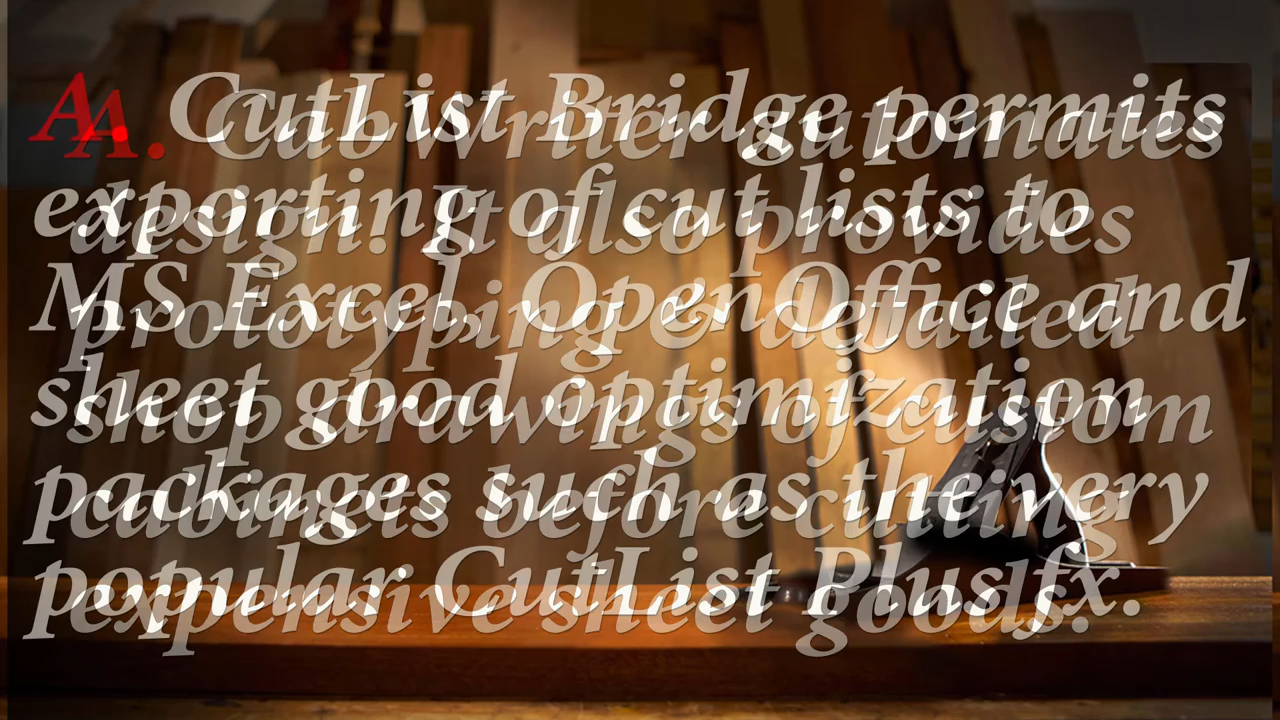 A. CutList Bridge permits
exporting of cut lists to
MS Excel, Open Office and
sheet good optimization
packages such as the very
popular CutList Plus fx.
A. CabWriter automates
design. It also provides
prototyping & detailed
shop drawings of custom
cabinets before cutting
expensive sheet goods.